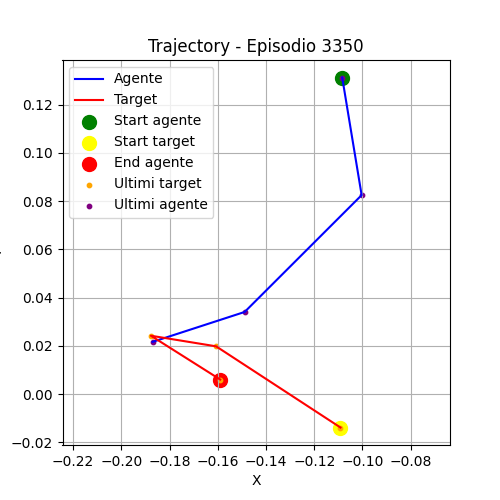 Trajectory - Episodio 3350
Agente
Target
Start agente
Start target
End agente
Ultimi target
Ultimi agente
0.12
0.10
0.08
0.06
0.04
0.02
0.00
−0.02
−0.22 −0.20 −0.18 −0.16 −0.14 −0.12 −0.10 −0.08
X